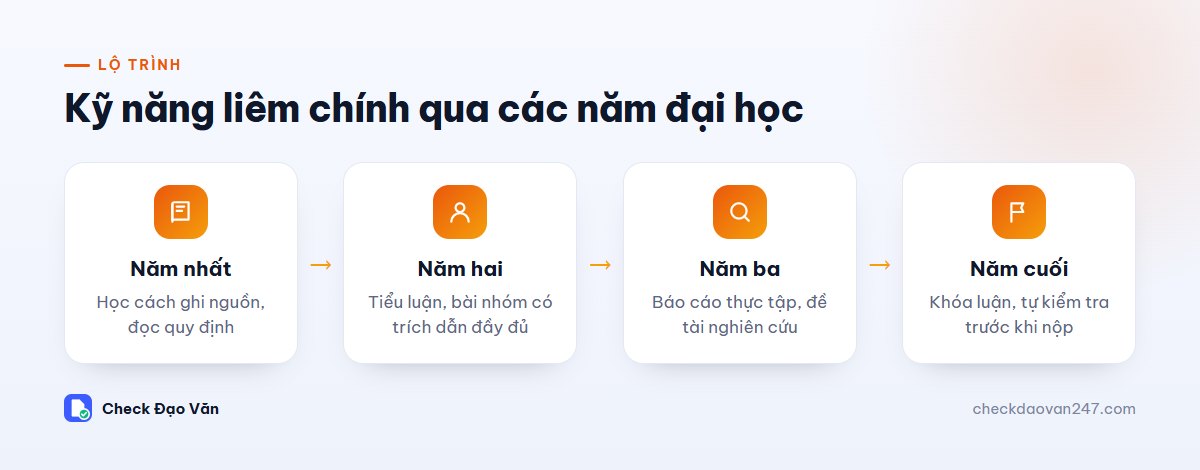 LỘ TRÌNH
Kỹ năng liêm chính qua các năm đại học
Năm nhất
Học cách ghi nguồn,
đọc quy định
Năm hai
Tiểu luận, bài nhóm có
trích dẫn đầy đủ
Năm ba
Báo cáo thực tập, đề
tài nghiên cứu
Năm cuối
Khóa luận, tự kiểm tra
trước khi nộp
Check Đạo Văn
checkdaovan247.com